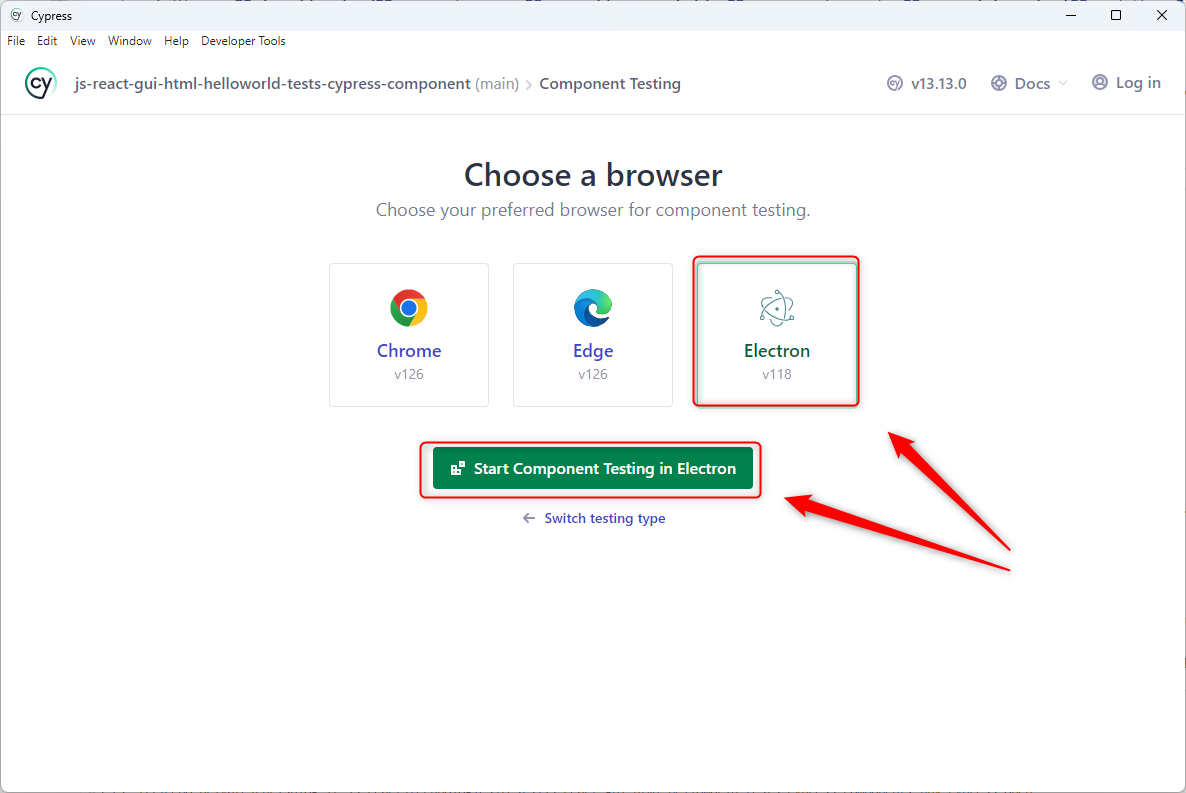 Cypress
File Edit View Window Help Developer Tools
cy js-react-gui-html-helloworld-tests-cypress-component (main) > Component Testing cy v13.13.0 Docs Log in
Choose a browser
Choose your preferred browser for component testing.
Chrome Edge Electron
v126 v126 v118
Start Component Testing in Electron
← Switch testing type